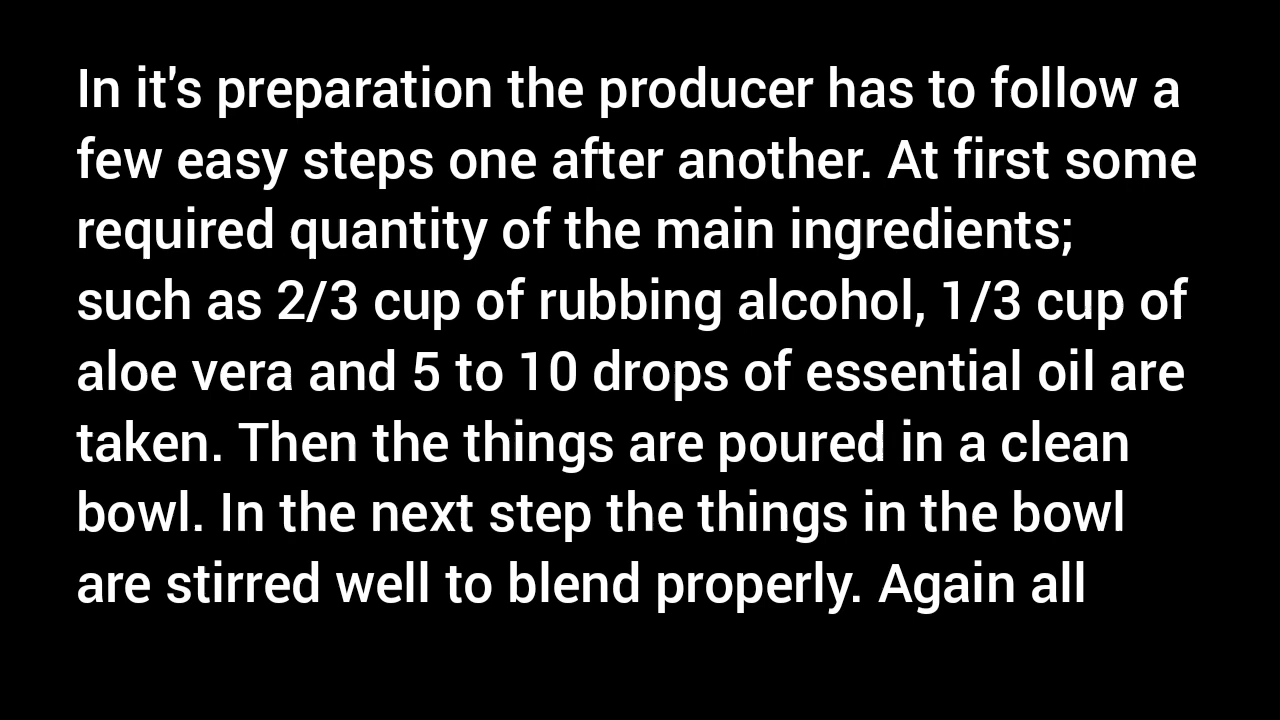 In it's preparation the producer has to follow a
few easy steps one after another. At first some
required quantity of the main ingredients;
such as 2/3 cup of rubbing alcohol, 1/3 cup of
aloe vera and 5 to 10 drops of essential oil are
taken. Then the things are poured in a clean
bowl. In the next step the things in the bowl
are stirred well to blend properly. Again all